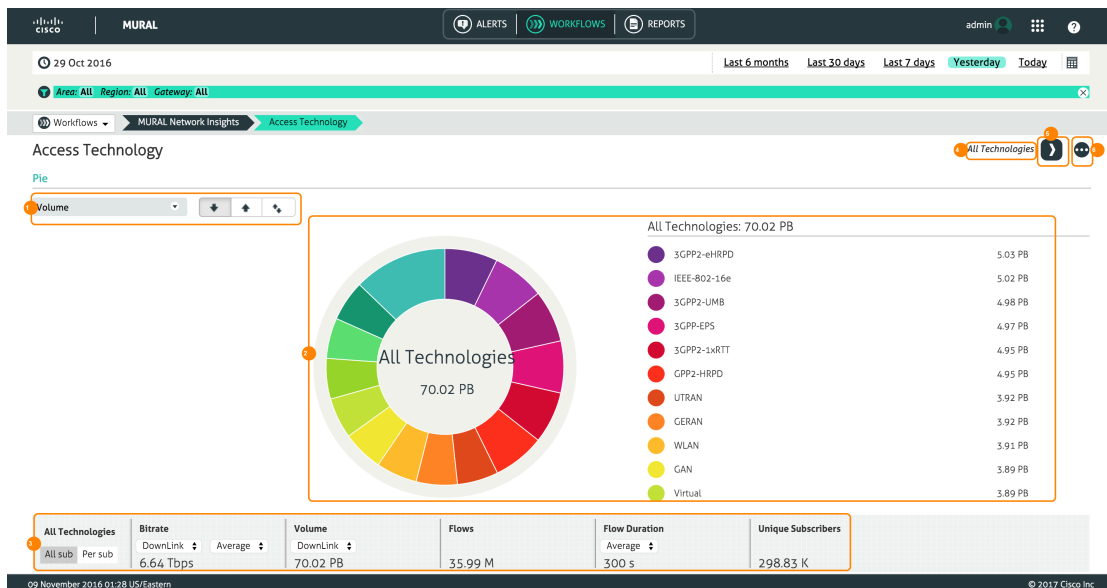 cisco
MURAL
ALERTS
WORKFLOWS
REPORTS
admin
?
29 Oct 2016
Last 6 months
Last 30 days
Last 7 days
Yesterday
Today
Area: All Region: All Gateway: All
Workflows
MURAL Network Insights
Access Technology
Access Technology
4
All Technologies
5
6
Pie
1
Volume
2
All Technologies
70.02 PB
All Technologies: 70.02 PB
3GPP2-eHRPD 5.03 PB
IEEE-802-16e 5.02 PB
3GPP2-UMB 4.98 PB
3GPP-EPS 4.97 PB
3GPP2-1xRTT 4.95 PB
GPP2-HRPD 4.95 PB
UTRAN 3.92 PB
GERAN 3.92 PB
WLAN 3.91 PB
GAN 3.89 PB
Virtual 3.89 PB
3
All Technologies
All sub Per sub
Bitrate
DownLink Average
6.64 Tbps
Volume
DownLink
70.02 PB
Flows
35.99 M
Flow Duration
Average
300 s
Unique Subscribers
298.83 K
09 November 2016 01:28 US/Eastern
© 2017 Cisco Inc